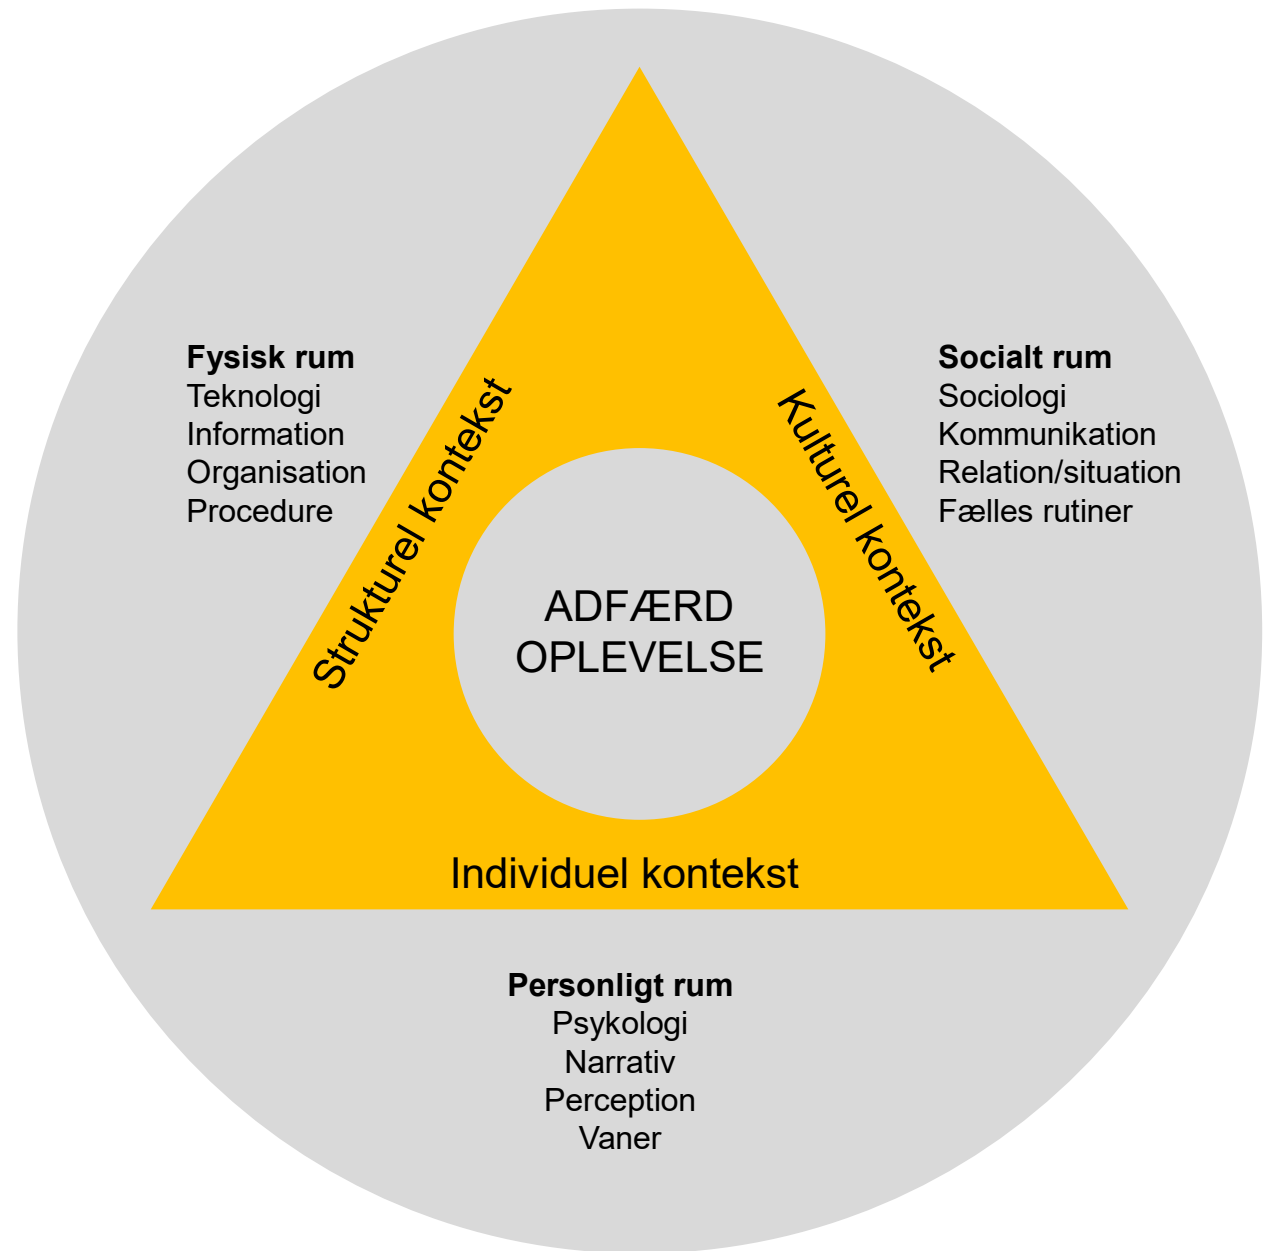 Fysisk rum
Teknologi
Information
Organisation
Procedure
Strukturel kontekst
Kulturel kontekst
Socialt rum
Sociologi
Kommunikation
Relation/situation
Fælles rutiner
ADFÆRD
OPLEVELSE
Individuel kontekst
Personligt rum
Psykologi
Narrativ
Perception
Vaner